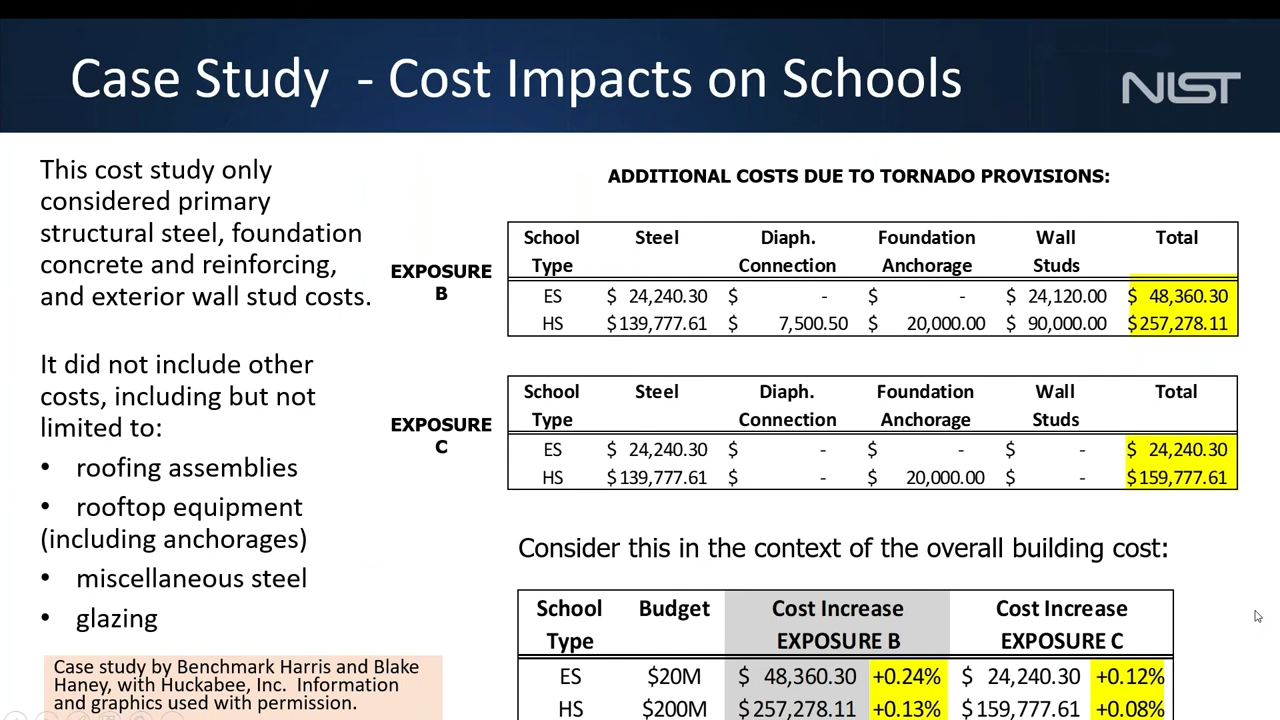 Case Study - Cost Impacts on Schools
NIST
This cost study only
considered primary
structural steel, foundation
concrete and reinforcing,
and exterior wall stud costs.
It did not include other
costs, including but not
limited to:
• roofing assemblies
• rooftop equipment
(including anchorages)
• miscellaneous steel
• glazing
Case study by Benchmark Harris and Blake
Haney, with Huckabee, Inc. Information
and graphics used with permission.
ADDITIONAL COSTS DUE TO TORNADO PROVISIONS:
EXPOSURE
B
School Steel Diaph. Foundation Wall Total
Type Connection Anchorage Studs
ES $ 24,240.30 $ - $ - $ 24,120.00 $ 48,360.30
HS $139,777.61 $ 7,500.50 $ 20,000.00 $ 90,000.00 $257,278.11
EXPOSURE
C
School Steel Diaph. Foundation Wall Total
Type Connection Anchorage Studs
ES $ 24,240.30 $ - $ - $ - $ 24,240.30
HS $139,777.61 $ - $ 20,000.00 $ - $159,777.61
Consider this in the context of the overall building cost:
School Budget Cost Increase Cost Increase
Type EXPOSURE B EXPOSURE C
ES $20M $ 48,360.30 +0.24% $ 24,240.30 +0.12%
HS $200M $257,278.11 +0.13% $159,777.61 +0.08%